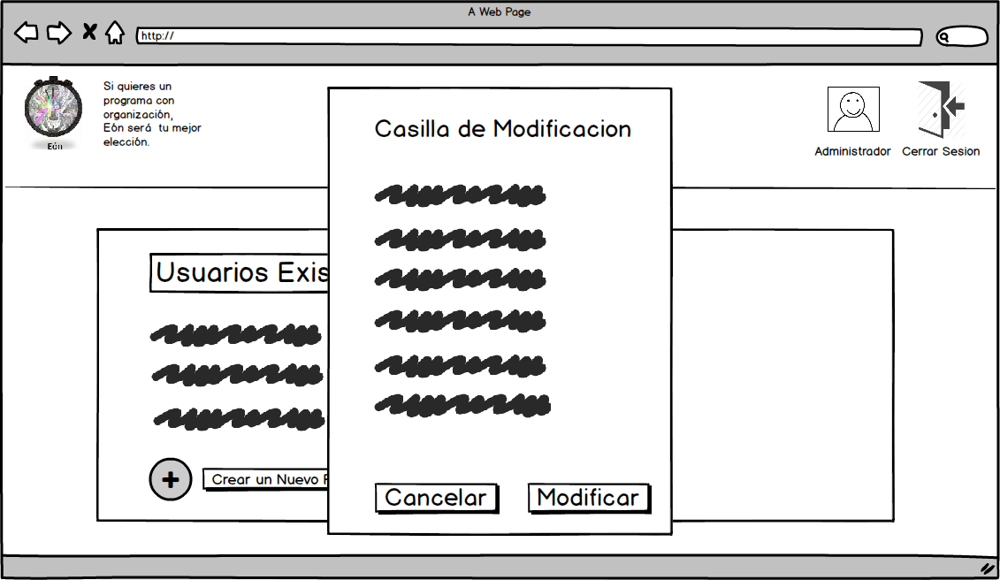 A Web Page
http://
Si quieres un
programa con
organización,
Eón será tu mejor
elección.
Eón
Administrador
Cerrar Sesion
Casilla de Modificacion
Usuarios Exis
Crear un Nuevo
Cancelar
Modificar